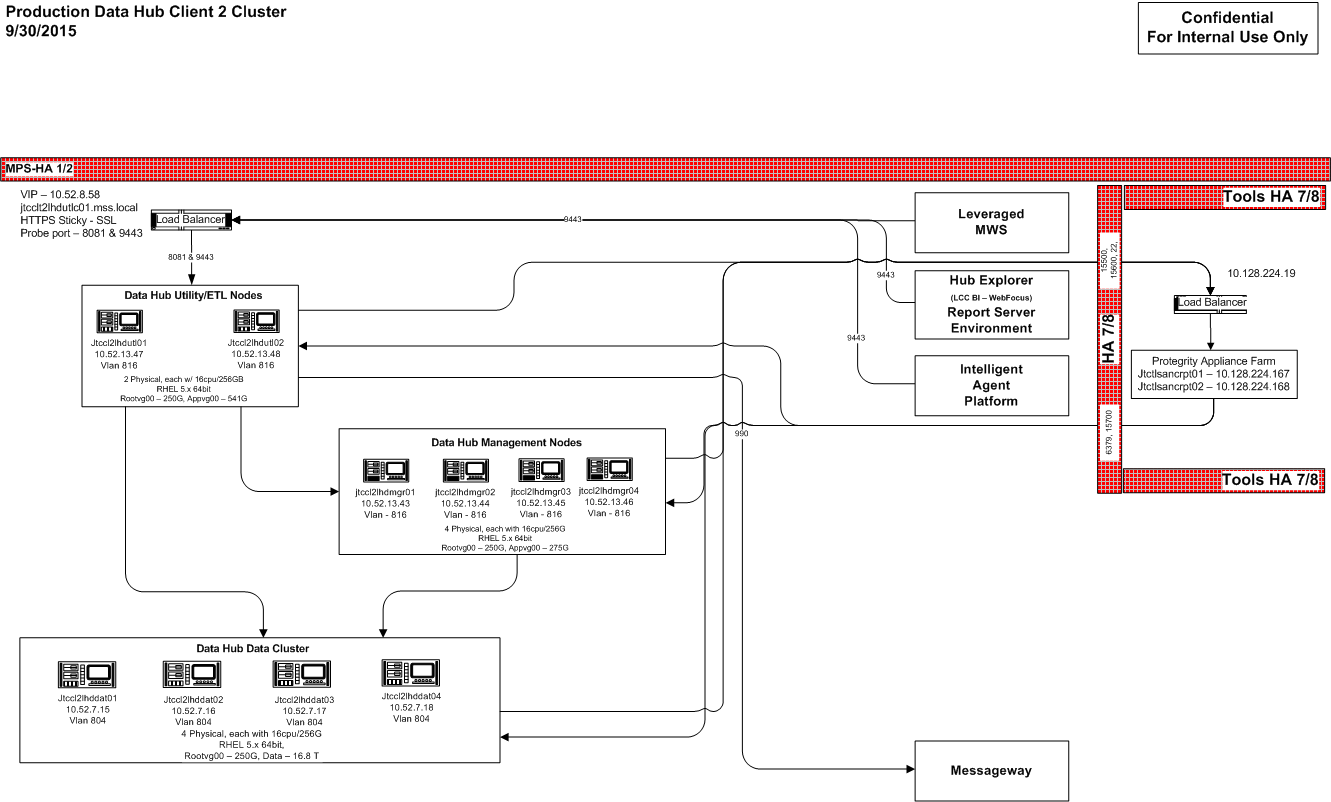 Production Data Hub Client 2 Cluster
9/30/2015
Confidential
For Internal Use Only
MPS-HA 1/2
VIP – 10.52.8.58
jtcclt2lhdutlc01.mss.local
HTTPS Sticky - SSL
Probe port – 8081 & 9443
Load Balancer
9443
8081 & 9443
Leveraged
MWS
Tools HA 7/8
15500,
15600, 22,
HA 7/8
6379, 15700
10.128.224.19
Load Balancer
9443
Hub Explorer
(LCC BI – WebFocus)
Report Server
Environment
9443
Intelligent
Agent
Platform
Protegrity Appliance Farm
Jtctlsancrpt01 – 10.128.224.167
Jtctlsancrpt02 – 10.128.224.168
Tools HA 7/8
Data Hub Utility/ETL Nodes
Jtccl2lhdutl01
10.52.13.47
Vlan 816
Jtccl2lhdutl02
10.52.13.48
Vlan 816
2 Physical, each w/ 16cpu/256GB
RHEL 5.x 64bit
Rootvg00 – 250G, Appvg00 – 541G
990
Data Hub Management Nodes
jtccl2lhdmgr01
10.52.13.43
Vlan - 816
jtccl2lhdmgr02
10.52.13.44
Vlan - 816
jtccl2lhdmgr03
10.52.13.45
Vlan - 816
jtccl2lhdmgr04
10.52.13.46
Vlan - 816
4 Physical, each with 16cpu/256G
RHEL 5.x 64bit
Rootvg00 – 250G, Appvg00 – 275G
Data Hub Data Cluster
Jtccl2lhddat01
10.52.7.15
Vlan 804
Jtccl2lhddat02
10.52.7.16
Vlan 804
Jtccl2lhddat03
10.52.7.17
Vlan 804
Jtccl2lhddat04
10.52.7.18
Vlan 804
4 Physical, each with 16cpu/256G
RHEL 5.x 64bit,
Rootvg00 – 250G, Data – 16.8 T
Messageway